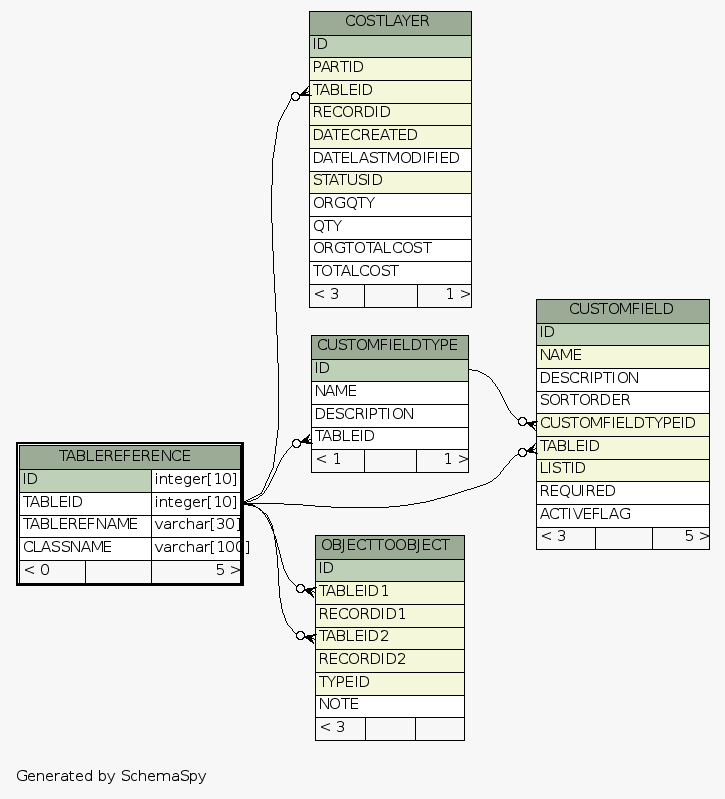 COSTLAYER
ID
PARTID
TABLEID
RECORDID
DATECREATED
DATELASTMODIFIED
STATUSID
ORGQTY
QTY
ORGTOTALCOST
TOTALCOST
< 3 1 >
CUSTOMFIELD
ID
NAME
DESCRIPTION
SORTORDER
CUSTOMFIELDTYPEID
TABLEID
LISTID
REQUIRED
ACTIVEFLAG
< 3 5 >
CUSTOMFIELDTYPE
ID
NAME
DESCRIPTION
TABLEID
< 1 1 >
TABLEREFERENCE
ID integer[10]
TABLEID integer[10]
TABLEREFNAME varchar[30]
CLASSNAME varchar[100]
< 0 5 >
OBJECTTOOBJECT
ID
TABLEID1
RECORDID1
TABLEID2
RECORDID2
TYPEID
NOTE
< 3
Generated by SchemaSpy